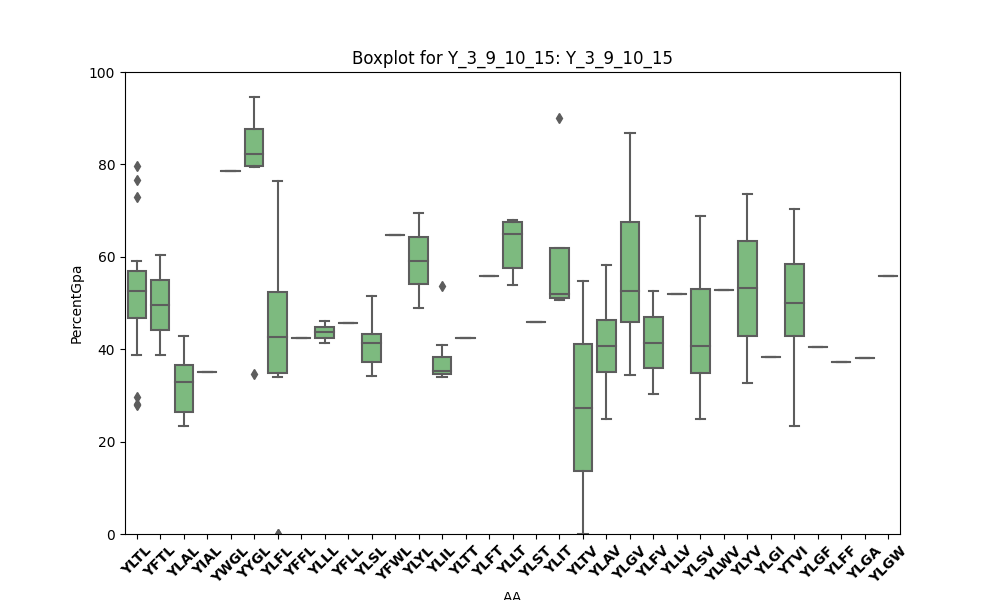 Boxplot for Y_3_9_10_15: Y_3_9_10_15
100
80
60
40
20
0
PercentGpa
YLTL YFTL YLAL YIAL YWGL YYGL YLFL YFFL YLLL YFLL YLSL YFWL YLYL YLIL YLTT YLFT YLLT YLST YLIT YLTV YLAV YLGV YLFV YLLV YLSV YLWV YLYV YLGI YTVI YLGF YLFF YLGA YLGW
AA